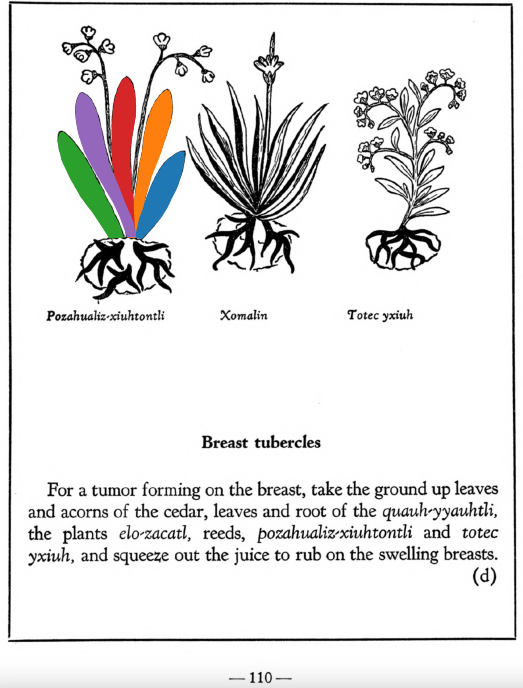 Pozahualiz-xiuhtontli Xomalin Totec yxiuh
Breast tubercles
For a tumor forming on the breast, take the ground up leaves
and acorns of the cedar, leaves and root of the quauh-yyauhtli,
the plants elo-zacatl, reeds, pozahualiz-xiuhtontli and totec
yxiuh, and squeeze out the juice to rub on the swelling breasts.
(d)
—110—